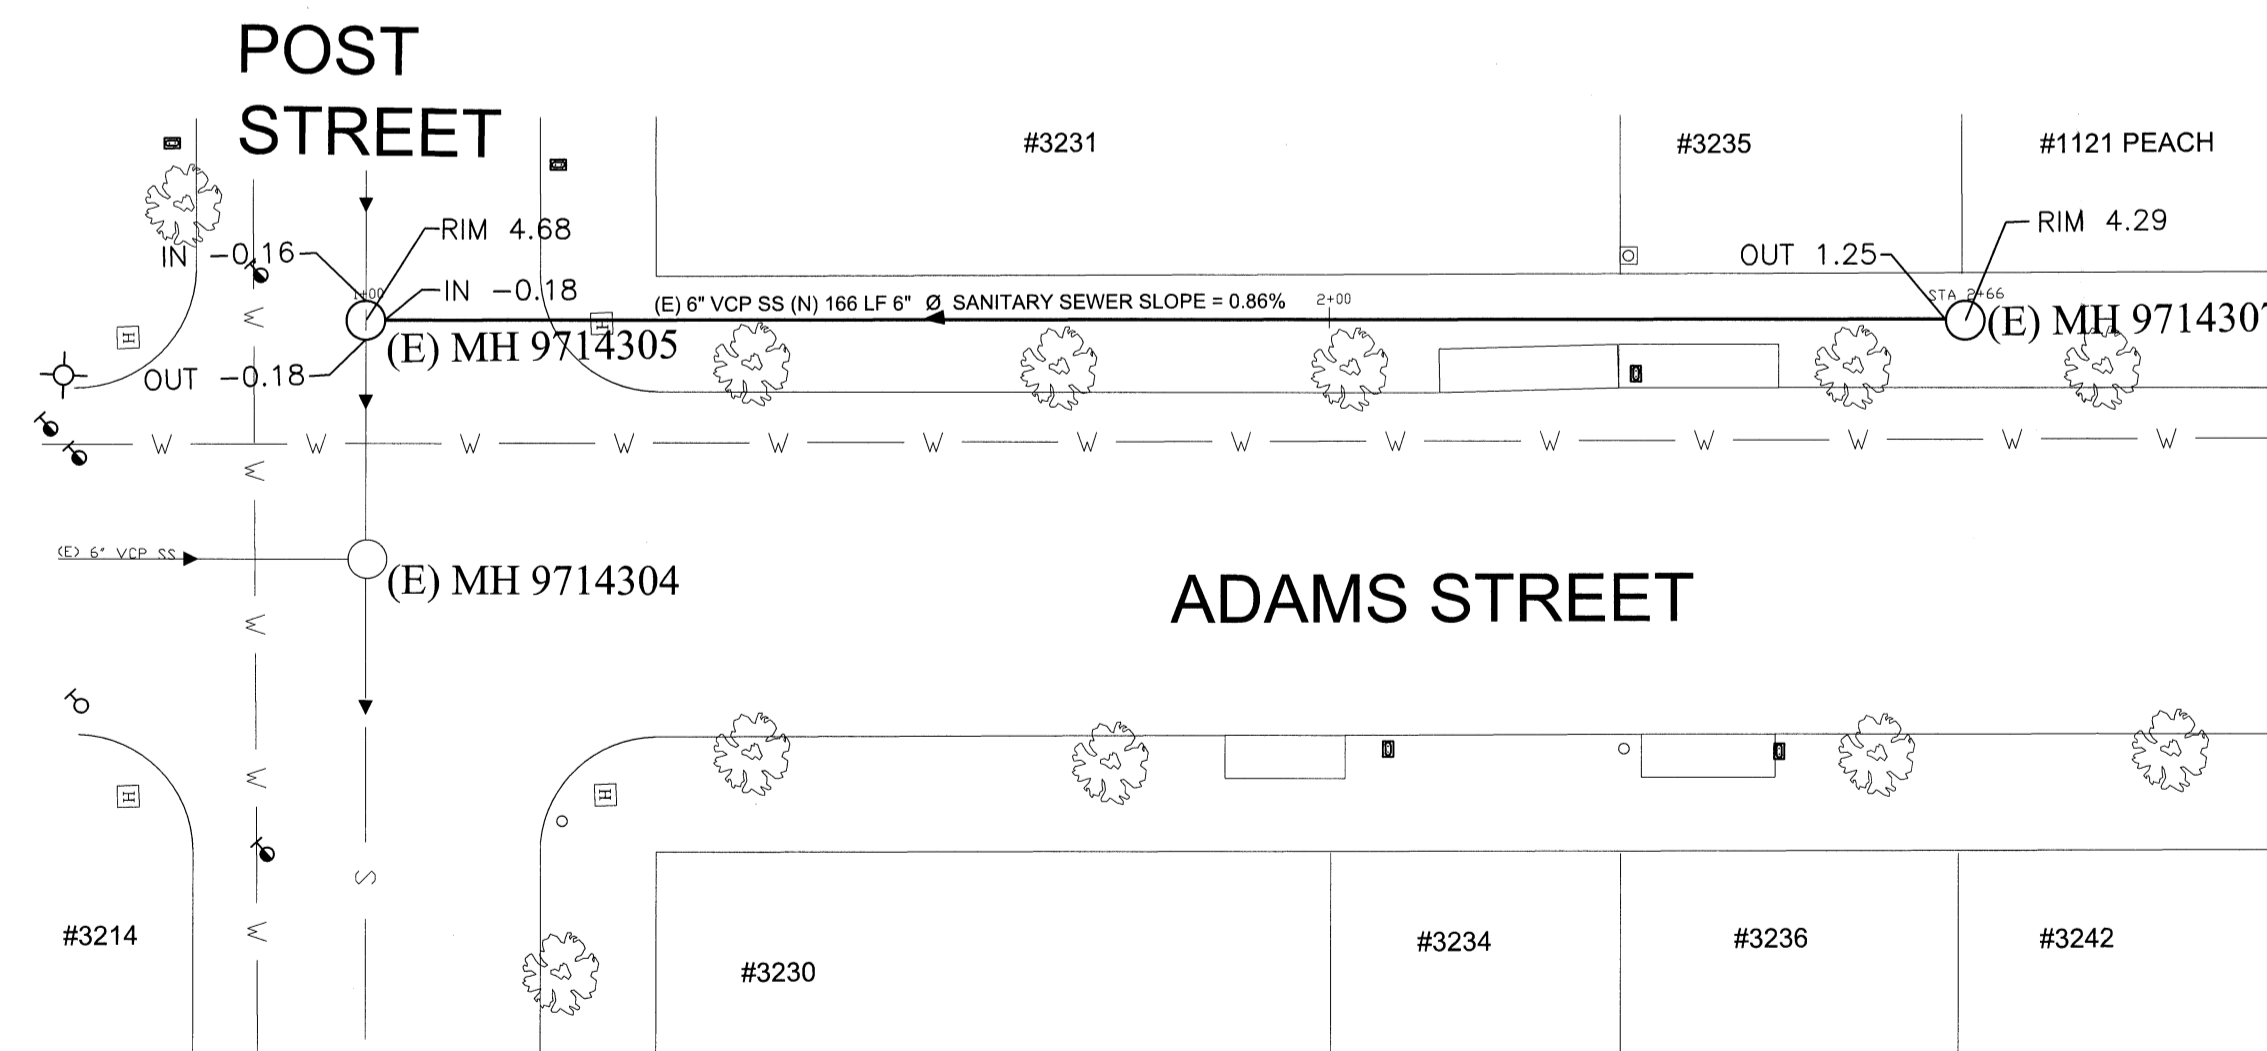 POST
STREET
#3231
#3235
#1121 PEACH
RIM 4.68
RIM 4.29
IN -0.16
OUT 1.25
IN -0.18
1+00
(E) 6" VCP SS (N) 166 LF 6" Ø SANITARY SEWER SLOPE = 0.86%
2+00
STA 2+66
(E) MH 9714305
(E) MH 9714307
H
H
OUT -0.18
W
W W W W W W W W W W W W W W
W
(E) 6" VCP SS
(E) MH 9714304
ADAMS STREET
W
W
H
H
S
W
#3214
#3230
#3234
#3236
#3242